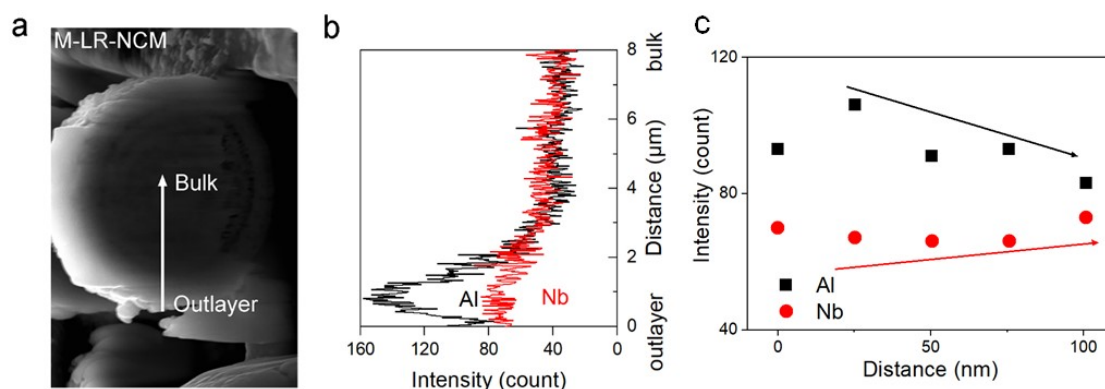 a
M-LR-NCM
Bulk
Outlayer
b
8
6
4
2
0
bulk
Distance (μm)
outlayer
Al
Nb
160
120
80
40
0
Intensity (count)
c
120
80
40
Intensity (count)
Al
Nb
0
50
100
Distance (nm)